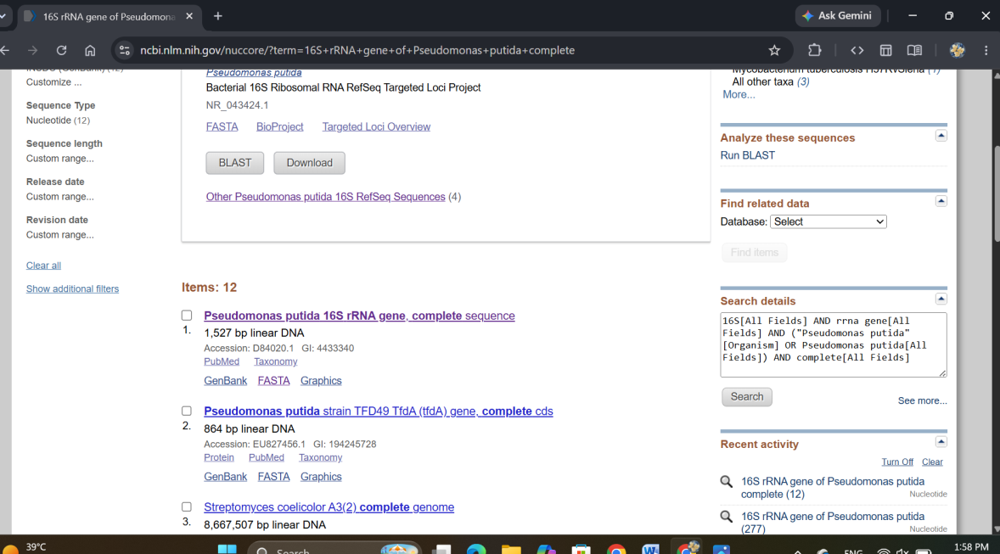 16S rRNA gene of Pseudomona
Ask Gemini
ncbi.nlm.nih.gov/nuccore/?term=16S+rRNA+gene+of+Pseudomonas+putida+complete
Customize ...
Sequence Type
Nucleotide (12)
Sequence length
Custom range...
Release date
Custom range...
Revision date
Custom range...
Clear all
Show additional filters
Pseudomonas putida
Bacterial 16S Ribosomal RNA RefSeq Targeted Loci Project
NR_043424.1
FASTA BioProject Targeted Loci Overview
BLAST Download
Other Pseudomonas putida 16S RefSeq Sequences (4)
Items: 12
Pseudomonas putida 16S rRNA gene, complete sequence
1. 1,527 bp linear DNA
Accession: D84020.1 GI: 4433340
PubMed Taxonomy
GenBank FASTA Graphics
Pseudomonas putida strain TFD49 TfdA (tfdA) gene, complete cds
2. 864 bp linear DNA
Accession: EU827456.1 GI: 194245728
Protein PubMed Taxonomy
GenBank FASTA Graphics
Streptomyces coelicolor A3(2) complete genome
3. 8,667,507 bp linear DNA
All other taxa (3)
More...
Analyze these sequences
Run BLAST
Find related data
Database: Select
Find items
Search details
16S[All Fields] AND rrna gene[All
Fields] AND ("Pseudomonas putida"
[Organism] OR Pseudomonas putida[All
Fields]) AND complete[All Fields]
Search
See more...
Recent activity
Turn Off Clear
16S rRNA gene of Pseudomonas putida
complete (12)
Nucleotide
16S rRNA gene of Pseudomonas putida
(277)
Nucleotide
39°C
Search
ENG
1:58 PM